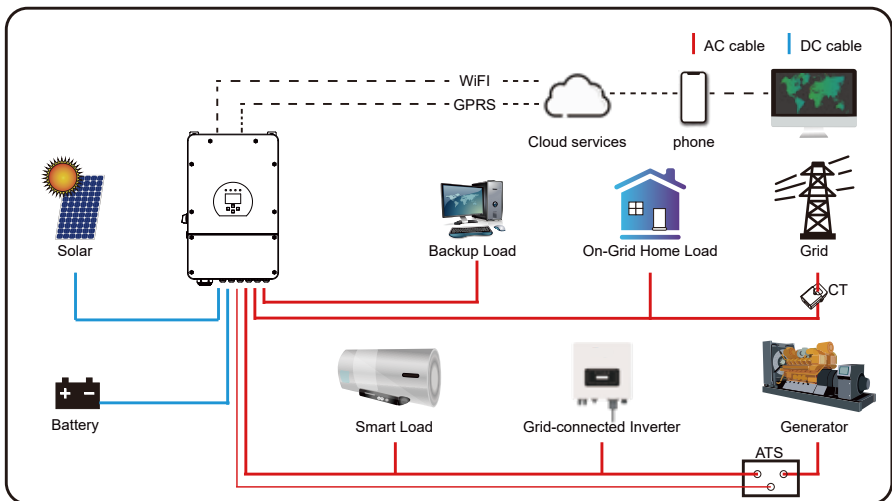 AC cable
DC cable
WiFI
GPRS
Cloud services
phone
Solar
Backup Load
On-Grid Home Load
Grid
CT
Battery
Smart Load
Grid-connected Inverter
Generator
ATS